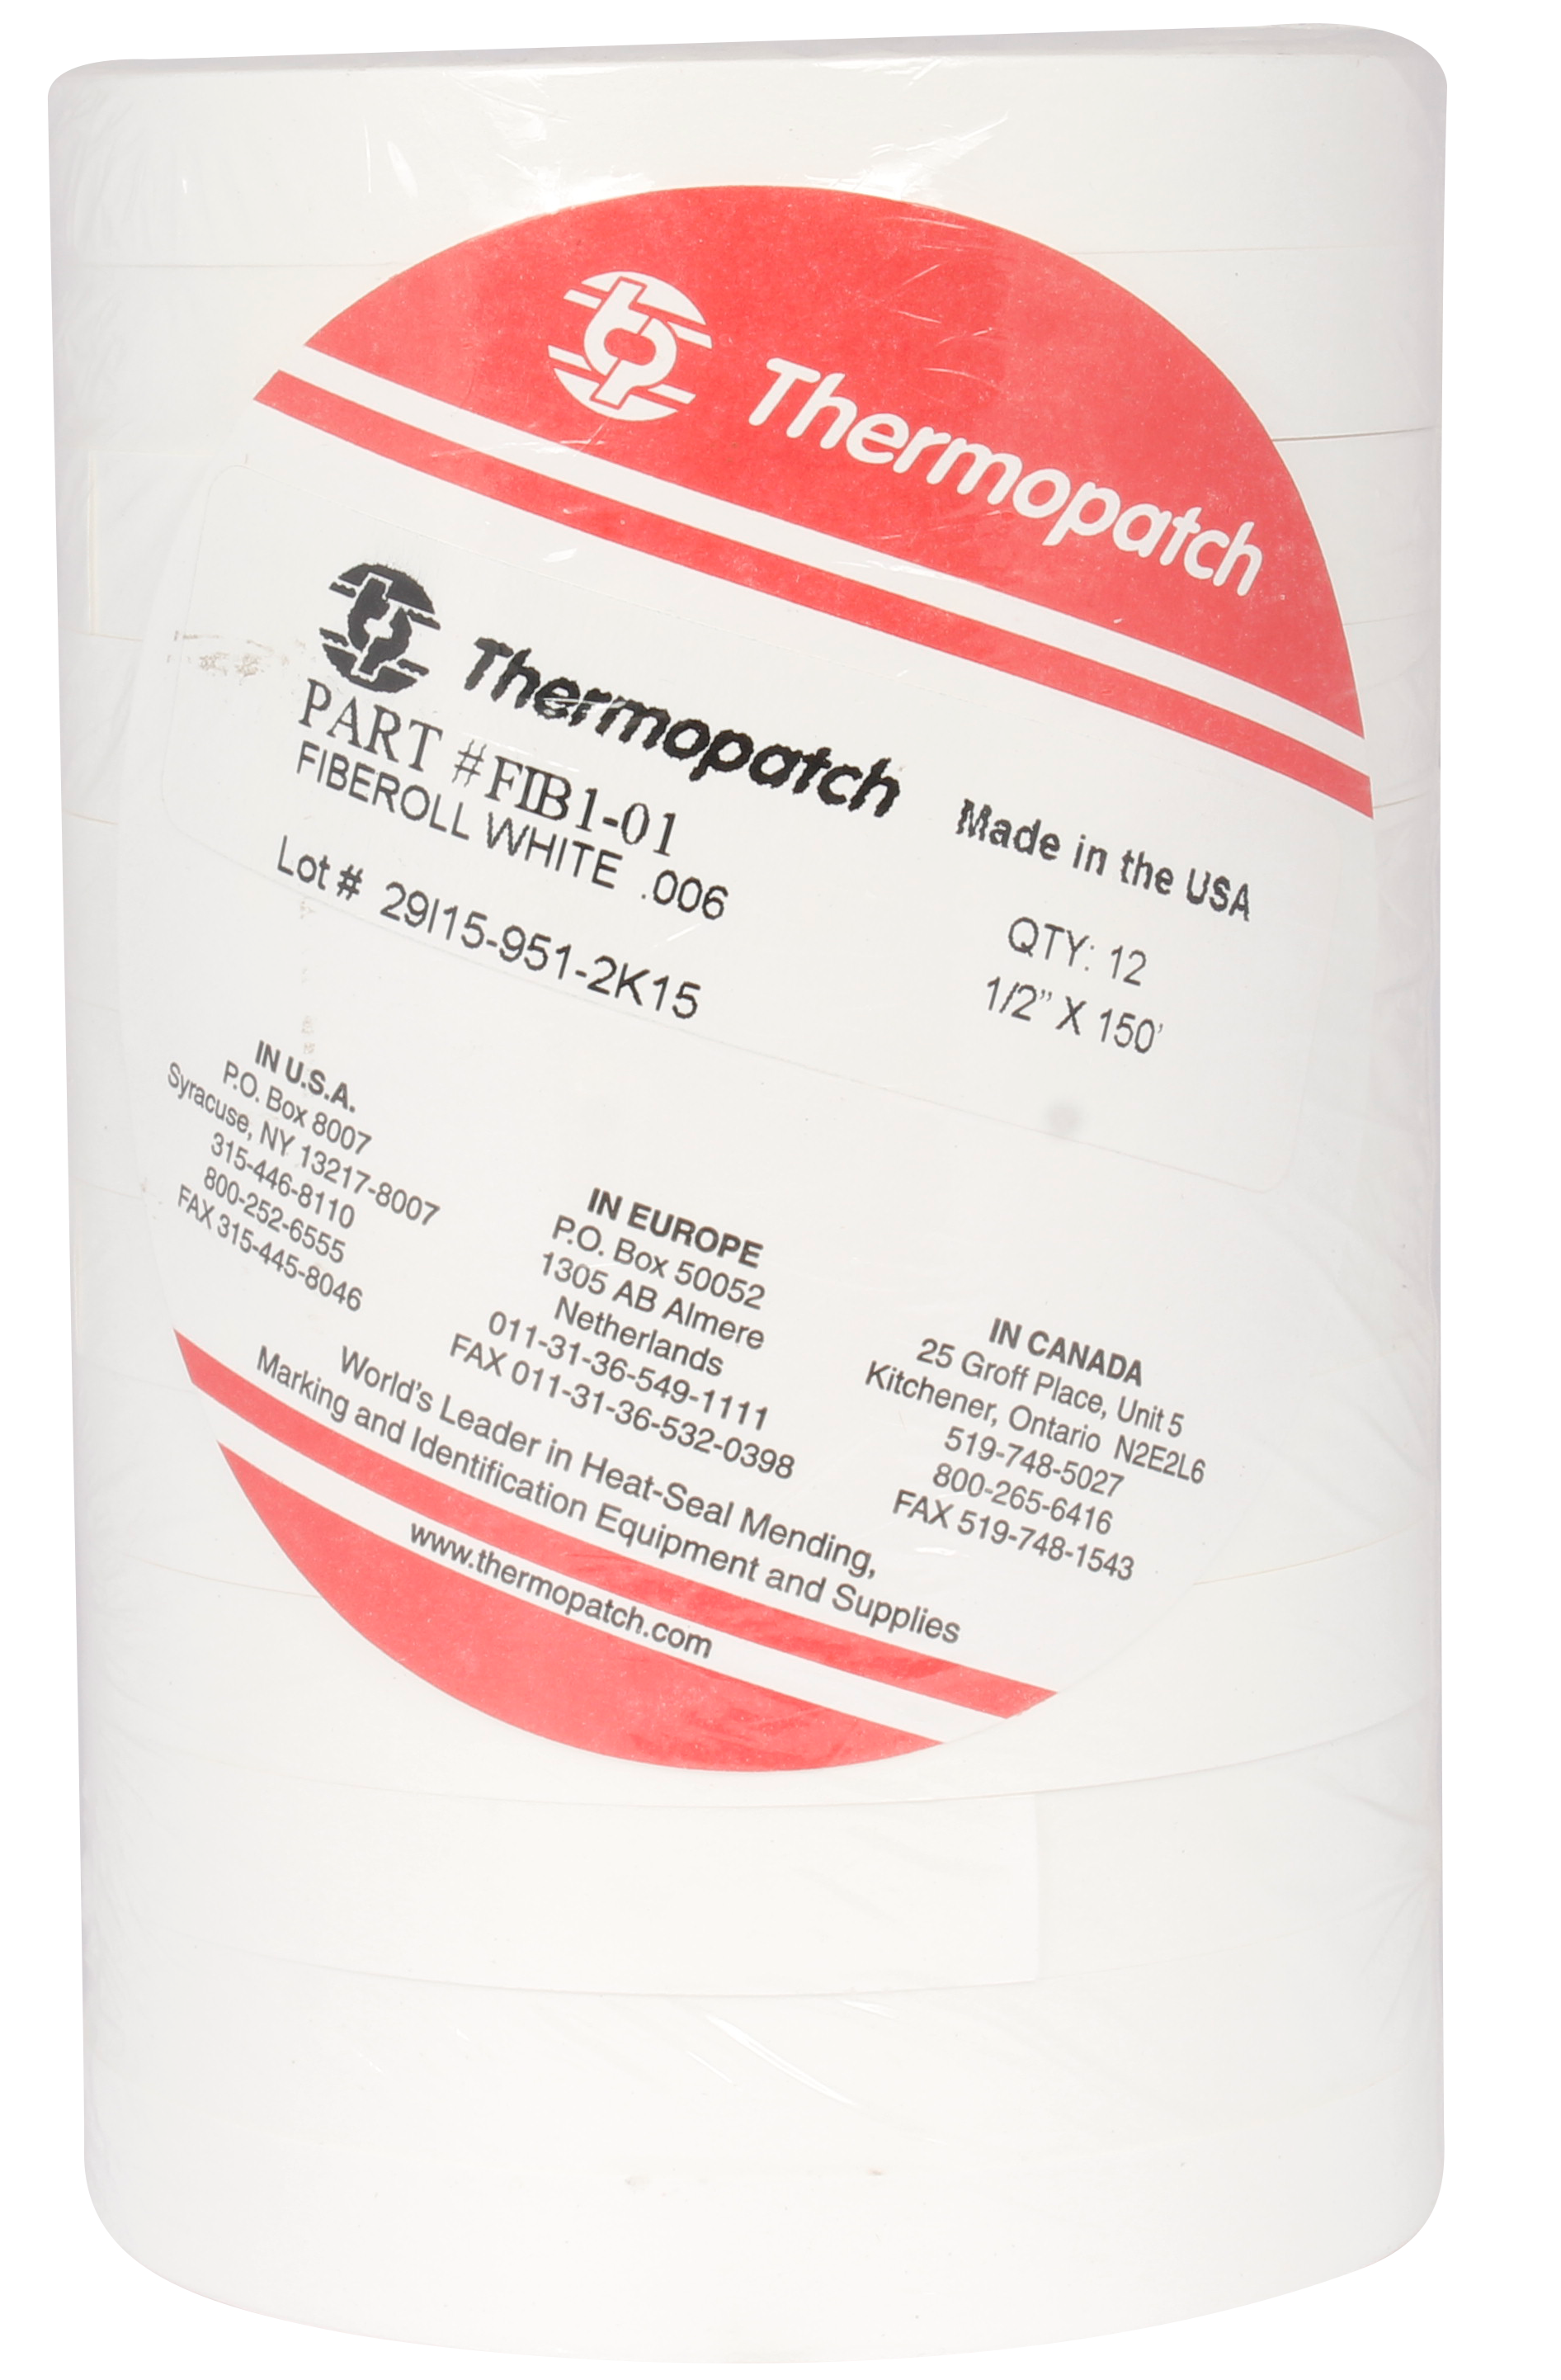 tp Thermopatch
tp Thermopatch Made in the USA
PART #FIB1-01
FIBEROLL WHITE .006
QTY: 12
Lot # 29I15-951-2K15
1/2" X 150'
IN U.S.A.
P.O. Box 8007
Syracuse, NY 13217-8007
315-446-8110
800-252-6555
FAX 315-445-8046
IN EUROPE
P.O. Box 50052
1305 AB Almere
Netherlands
011-31-36-549-1111
FAX 011-31-36-532-0398
IN CANADA
25 Groff Place, Unit 5
Kitchener, Ontario N2E2L6
519-748-5027
800-265-6416
FAX 519-748-1543
World's Leader in Heat-Seal Mending,
Marking and Identification Equipment and Supplies
www.thermopatch.com